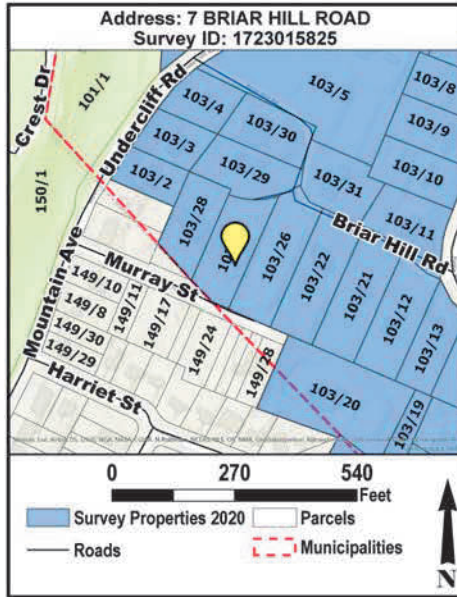 Address: 7 BRIAR HILL ROAD
Survey ID: 1723015825
Crest Dr
101/1
Undercliff Rd
103/5
103/8
103/4
103/30
103/9
103/3
103/10
103/2
103/29
103/31
150/1
103/28
103/11
Briar Hill Rd
103/26
103/22
Murray St
103/21
103/12
Mountain Ave
149/10
149/11
149/8
149/17
103/13
149/30
149/24
149/28
149/29
Harriet St
103/20
103/19
0 270 540
Feet
Survey Properties 2020
Parcels
Roads
Municipalities
N